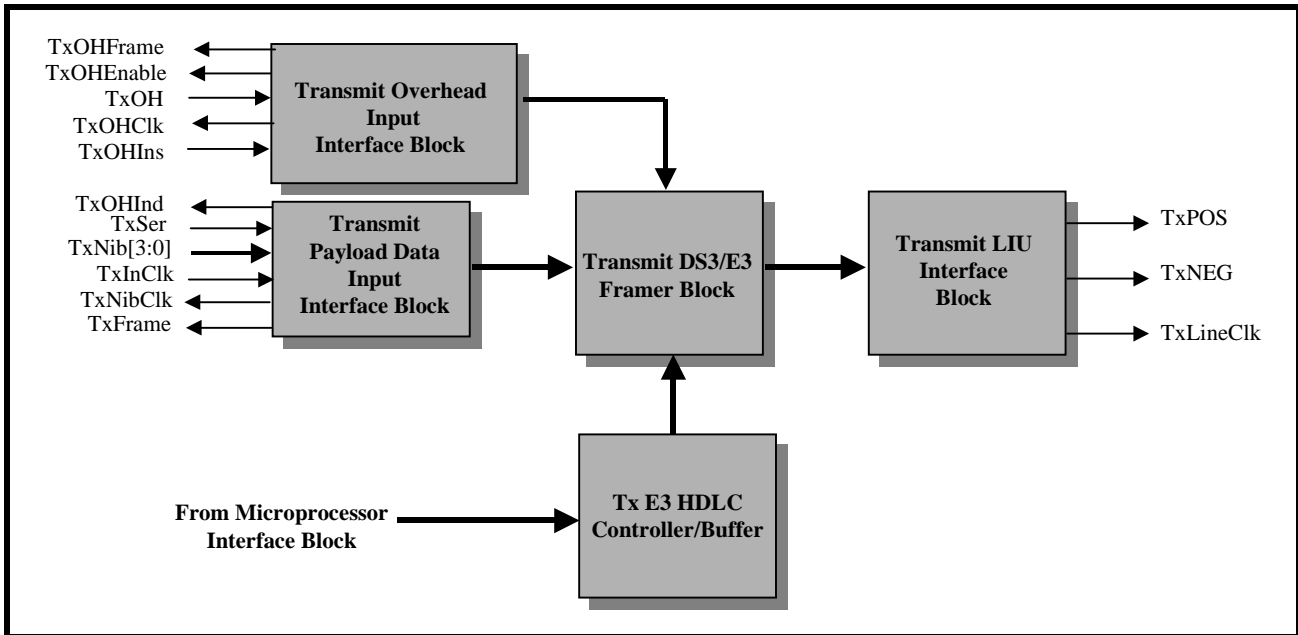 TxOHFrame
TxOHEnable
TxOH
TxOHClk
TxOHIns
Transmit Overhead
Input
Interface Block
TxOHInd
TxSer
TxNib[3:0]
TxInClk
TxNibClk
TxFrame
Transmit
Payload Data
Input
Interface Block
Transmit DS3/E3
Framer Block
Transmit LIU
Interface
Block
TxPOS
TxNEG
TxLineClk
From Microprocessor
Interface Block
Tx E3 HDLC
Controller/Buffer